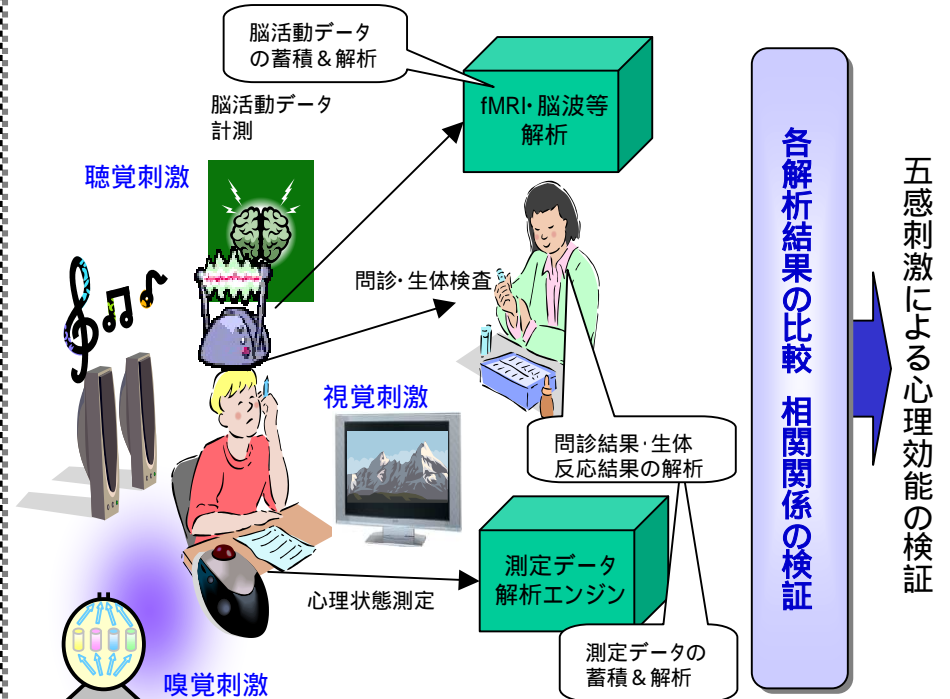 脳活動データ
の蓄積＆解析
脳活動データ
計測
fMRI・脳波等
解析
聴覚刺激
問診・生体検査
視覚刺激
問診結果・生体
反応結果の解析
測定データ
解析エンジン
心理状態測定
測定データの
蓄積＆解析
嗅覚刺激
各解析結果の比較　相関関係の検証
五感刺激による心理効能の検証